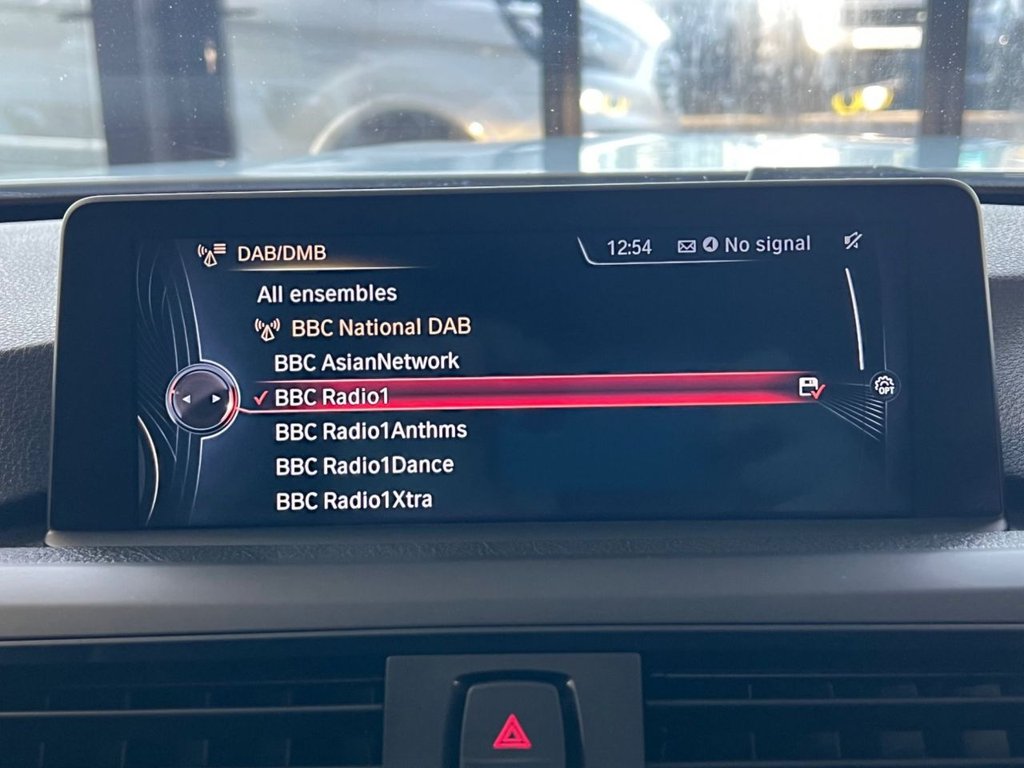 DAB/DMB
12:54 No signal
All ensembles
BBC National DAB
BBC AsianNetwork
BBC Radio1
OPT
BBC Radio1Anthms
BBC Radio1Dance
BBC Radio1Xtra